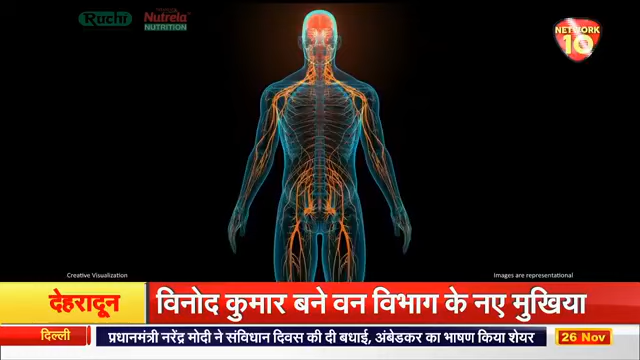 Ruchi
Nutrela
NUTRITION
NETWORK
10
Creative Visualization
Images are representational
देहरादून
विनोद कुमार बने वन विभाग के नए मुखिया
दिल्ली
प्रधानमंत्री नरेंद्र मोदी ने संविधान दिवस की दी बधाई, अंबेडकर का भाषण किया शेयर
26 Nov